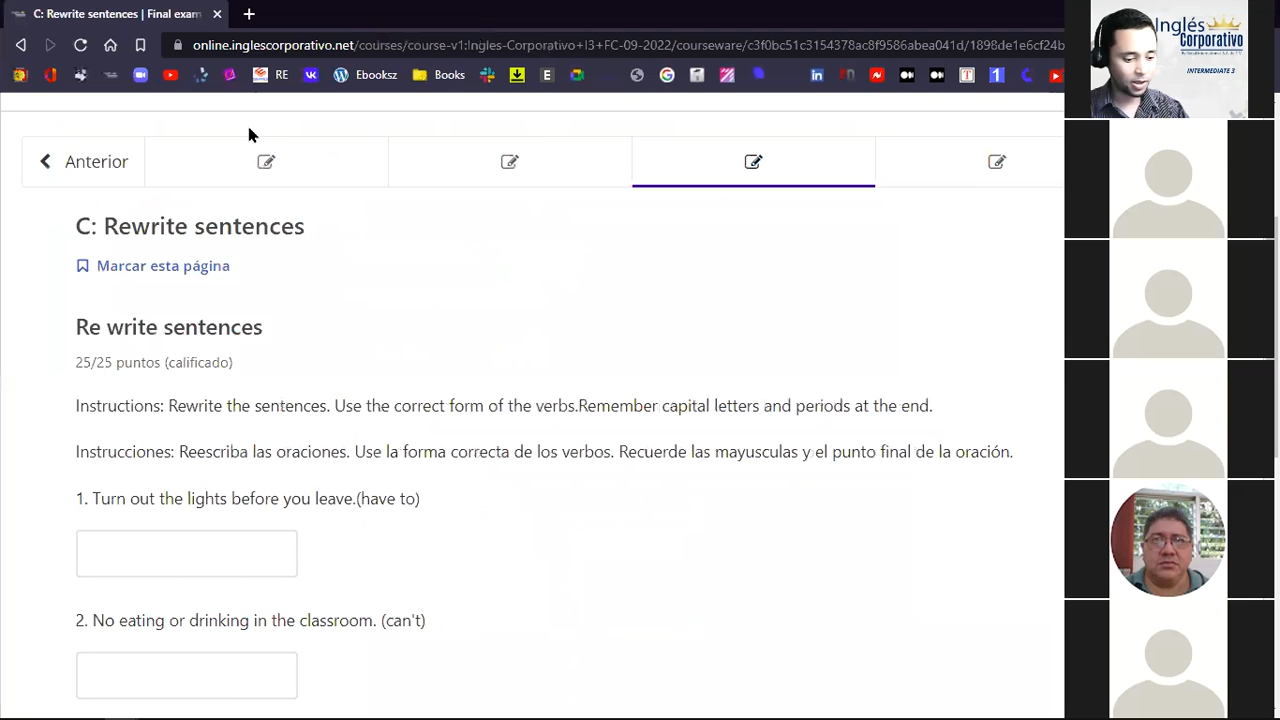 C: Rewrite sentences | Final exam
online.inglescorporativo.net/courses/course-v1:Ingles-Corporativo+I3+FC-09-2022/courseware/c3f0bc51c3154378ac8f9586abea041d/1898de1e6cf24b
RE
Ebooksz
Books
Inglés
Corporativo
INTERMEDIATE 3
Anterior
C: Rewrite sentences
Marcar esta página
Re write sentences
25/25 puntos (calificado)
Instructions: Rewrite the sentences. Use the correct form of the verbs.Remember capital letters and periods at the end.
Instrucciones: Reescriba las oraciones. Use la forma correcta de los verbos. Recuerde las mayusculas y el punto final de la oración.
1. Turn out the lights before you leave.(have to)
2. No eating or drinking in the classroom. (can't)